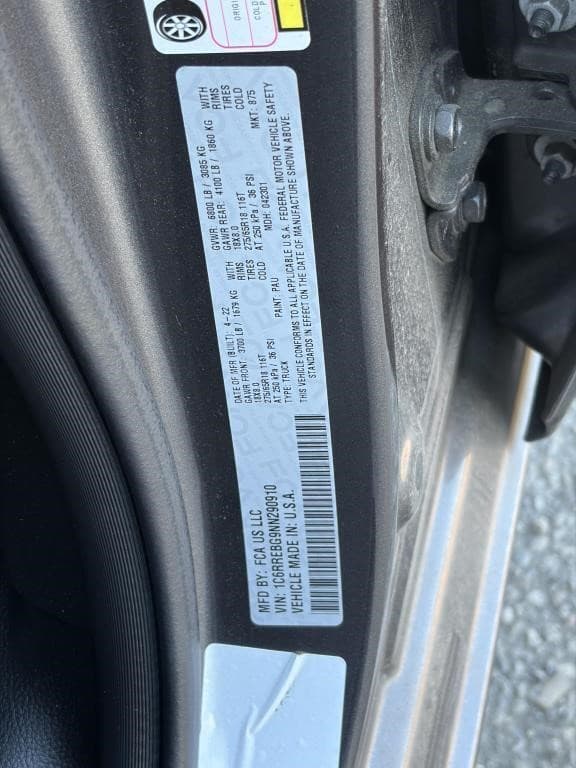 ORIGI
COLD
P
MFD BY: FCA US LLC
VIN: 1C6RREBG9NN290910
VEHICLE MADE IN: U.S.A.
DATE OF MFR (BUILT): 4-22
GAWR FRONT: 3700 LB / 1679 KG WITH
18X8.0 RIMS
275/65R18 116T TIRES
AT 250 kPa / 36 PSI COLD
TYPE: TRUCK PAINT: PAU
GVWR: 6800 LB / 3085 KG
GAWR REAR: 4100 LB / 1860 KG WITH
18X8.0 RIMS
275/65R18 116T TIRES
AT 250 kPa / 36 PSI COLD
MDH: 042301 MKT: 875
THIS VEHICLE CONFORMS TO ALL APPLICABLE U.S.A. FEDERAL MOTOR VEHICLE SAFETY
STANDARDS IN EFFECT ON THE DATE OF MANUFACTURE SHOWN ABOVE.